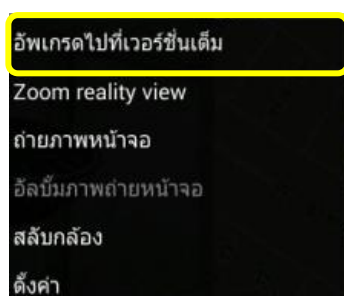 อัพเกรดไปที่เวอร์ชั่นเต็ม
Zoom reality view
ถ่ายภาพหน้าจอ
อัลบั้มภาพถ่ายหน้าจอ
สลับกล้อง
ตั้งค่า